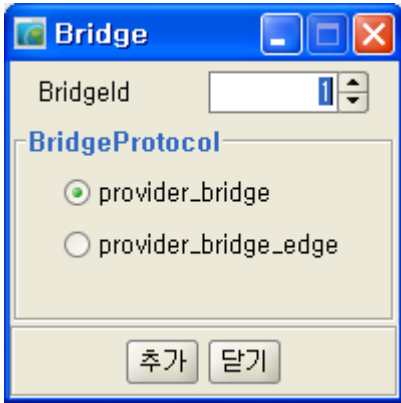 Bridge
BridgeId 1
BridgeProtocol
provider_bridge
provider_bridge_edge
추가 닫기